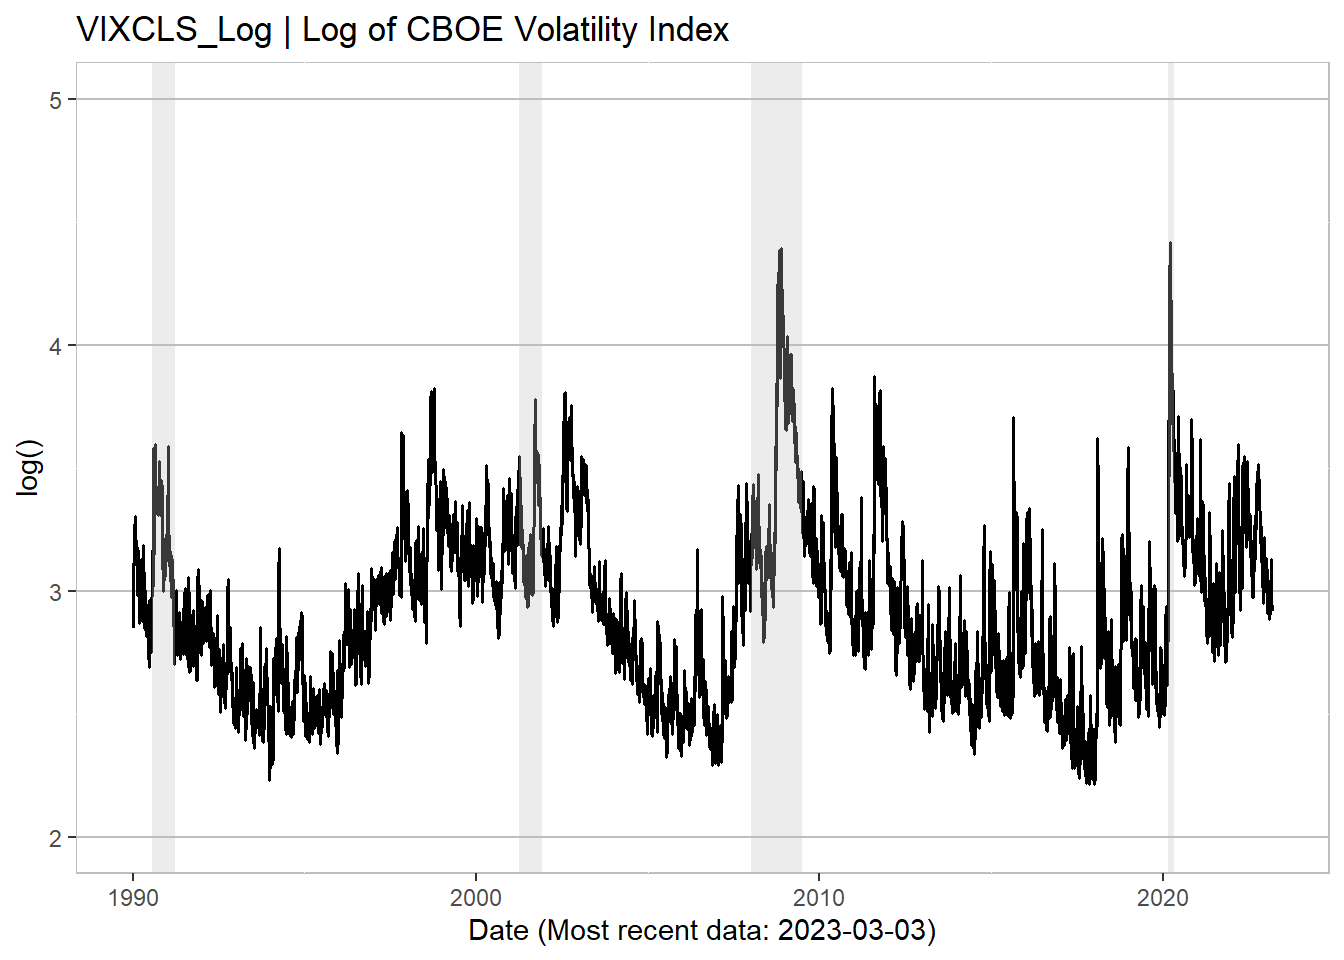 VIXCLS_Log | Log of CBOE Volatility Index
5
4
3
2
log()
1990
2000
2010
2020
Date (Most recent data: 2023-03-03)